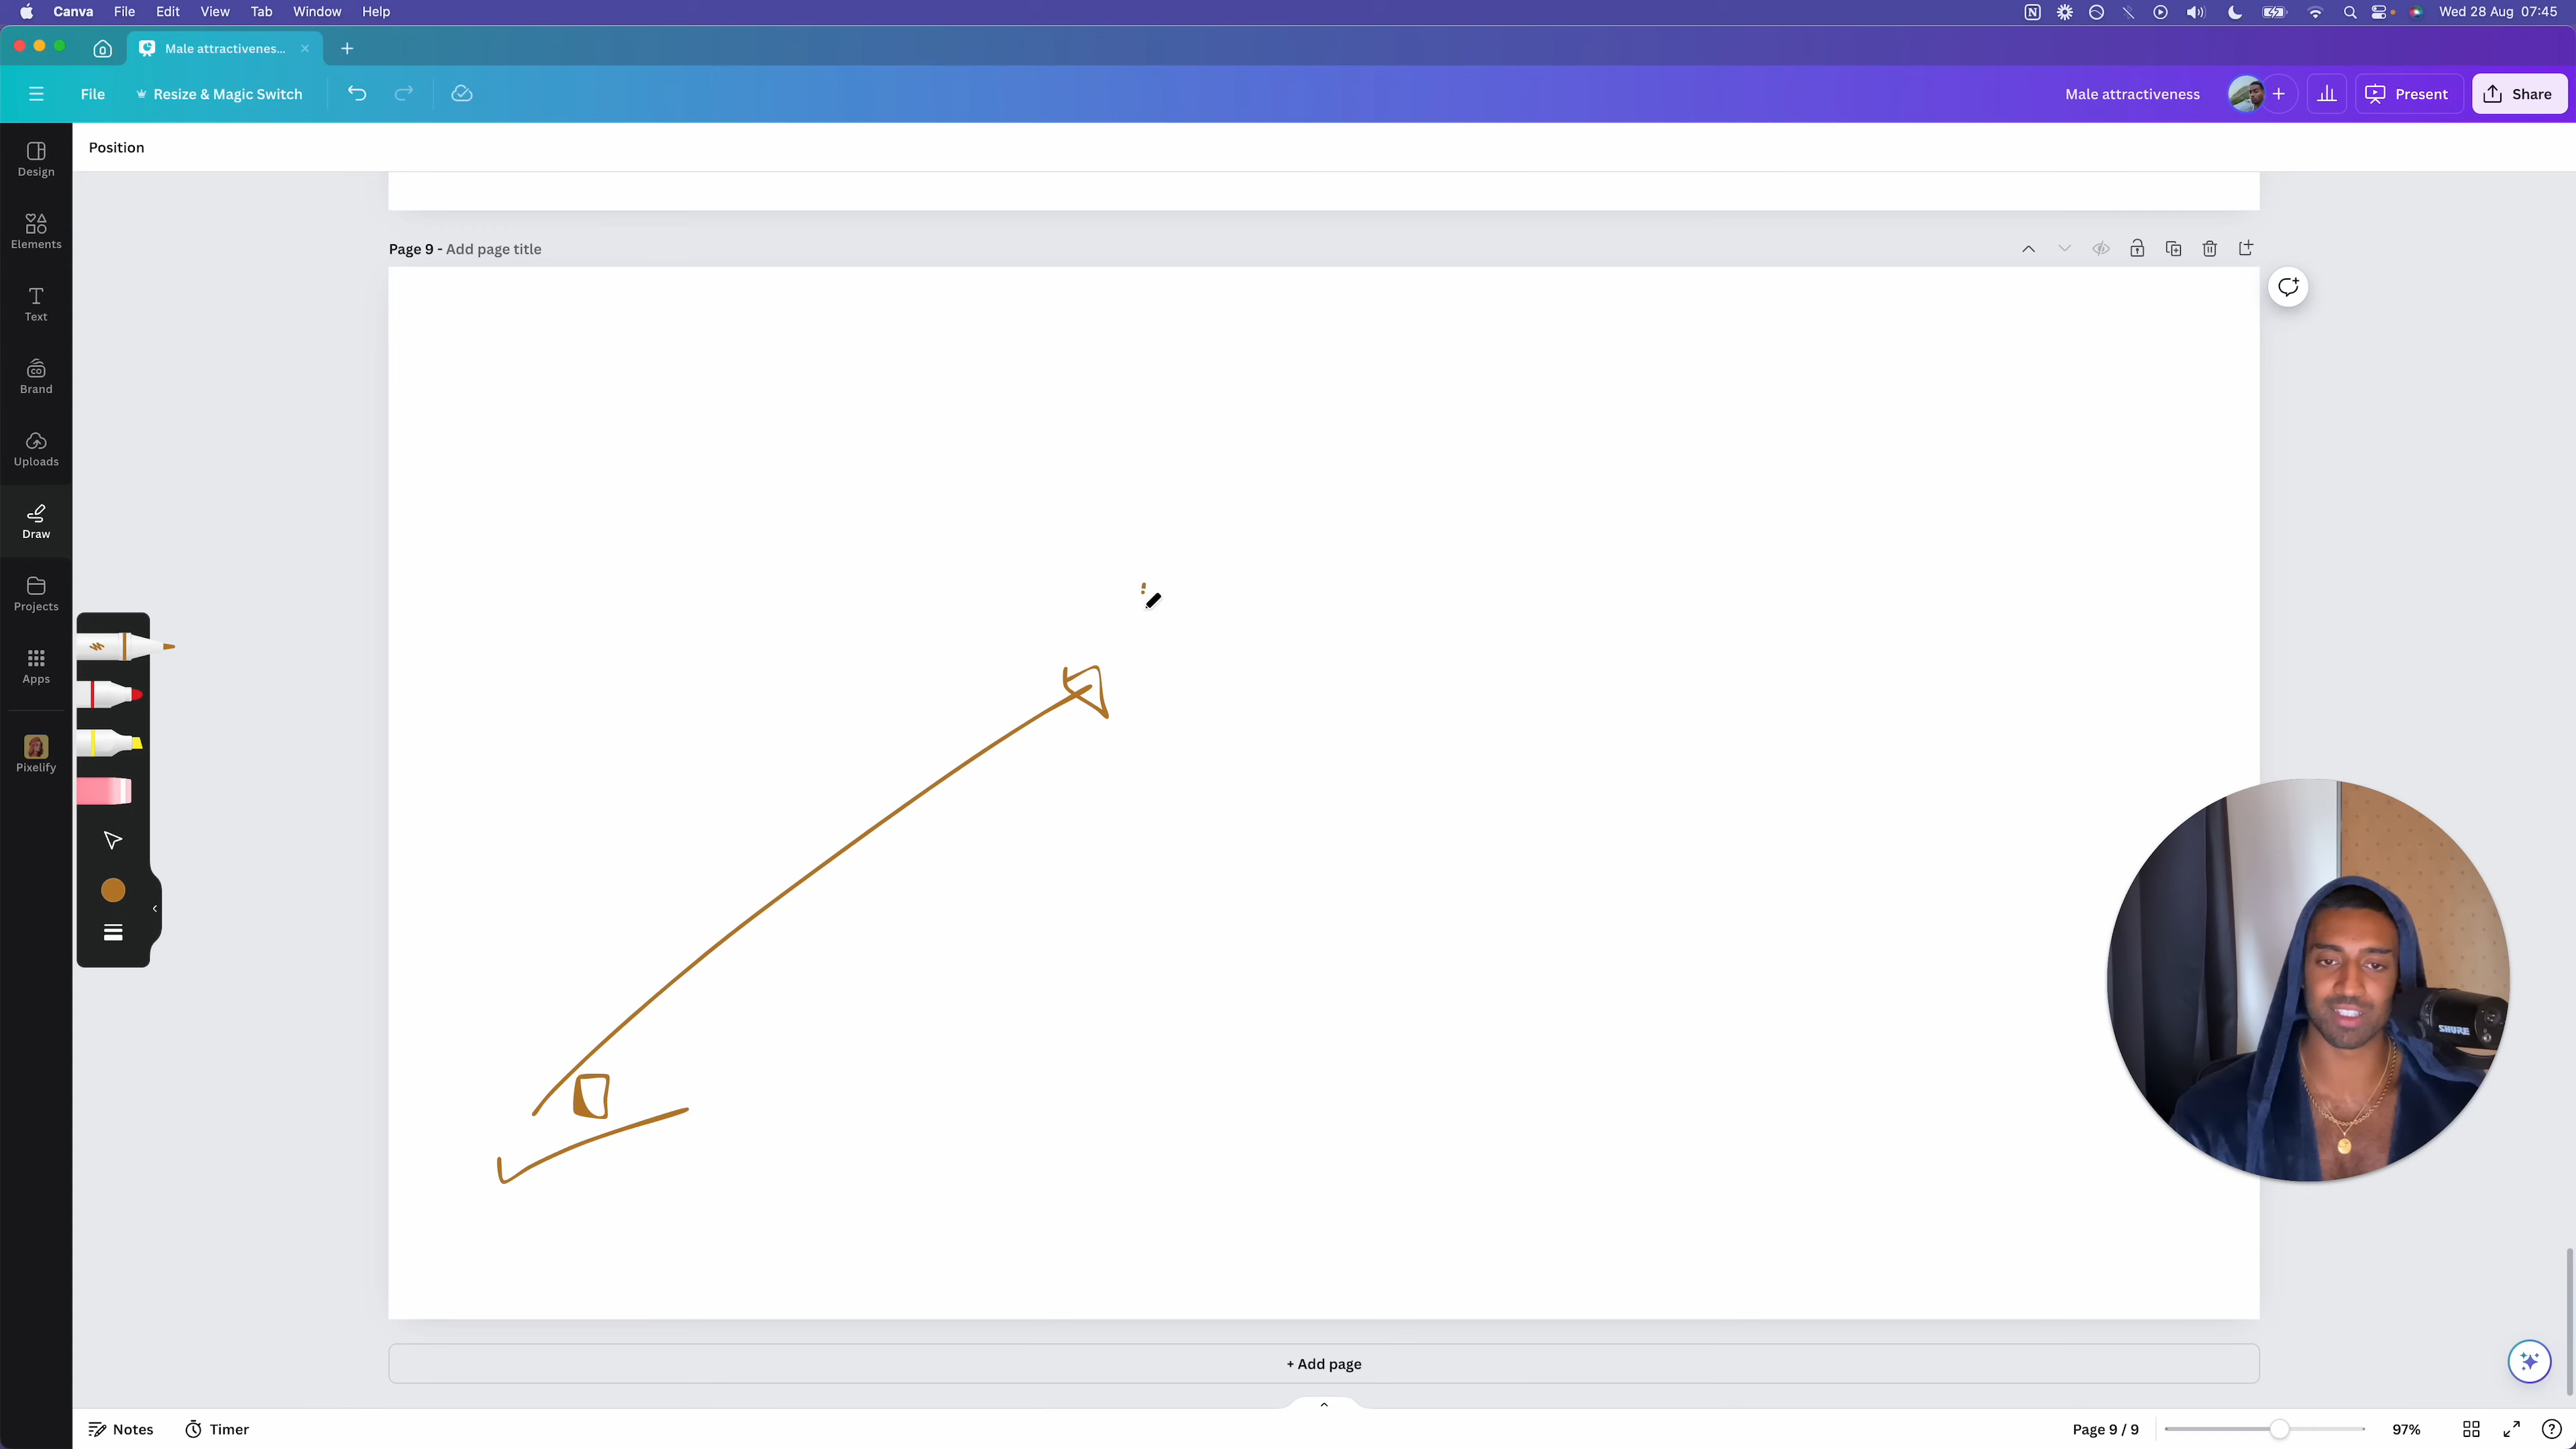 Canva File Edit View Tab Window Help
Wed 28 Aug 07:45
Male attractivenes...
File Resize & Magic Switch
Male attractiveness
Present
Share
Position
Design
Elements
Text
Brand
Uploads
Draw
Projects
Apps
Pixelify
Page 9 - Add page title
SHURE
+ Add page
Notes
Timer
Page 9 / 9
97%